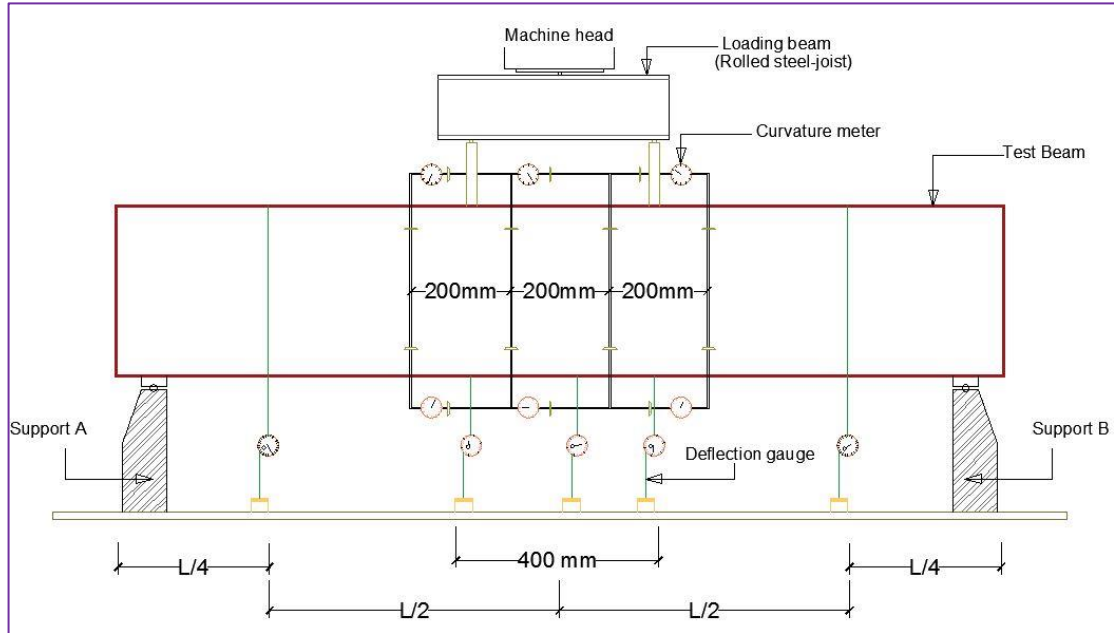 Machine head
Loading beam
(Rolled steel-joist)
Curvature meter
Test Beam
200mm
200mm
200mm
Support A
Support B
Deflection gauge
400 mm
L/4
L/4
L/2
L/2